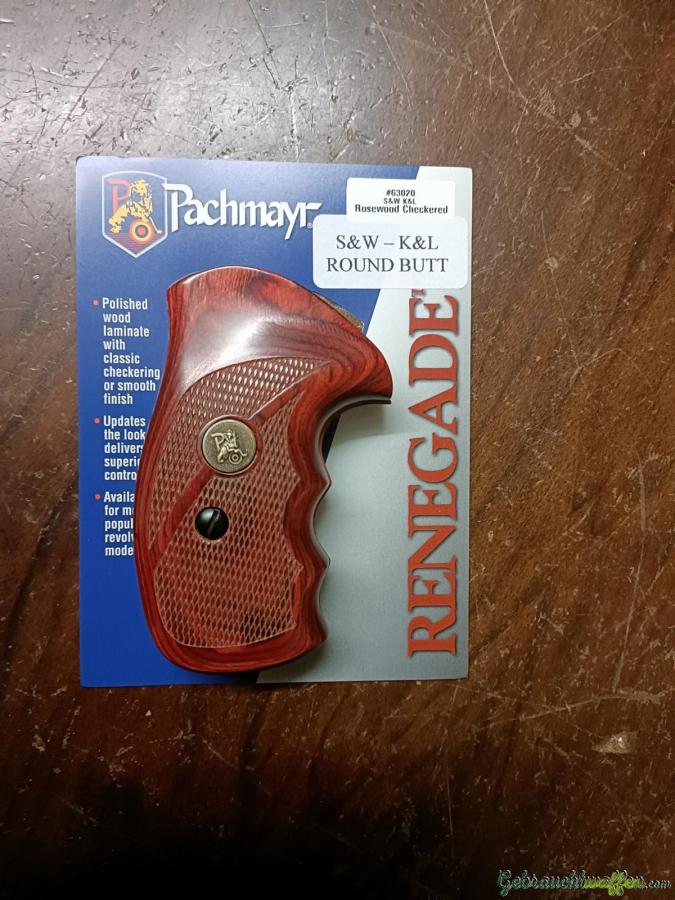 Pachmayr
#63020
S&W K&L
Rosewood Checkered
S&W – K&L
ROUND BUTT
• Polished
wood
laminate
with
classic
checkering
or smooth
finish
• Updates
the look
for
RENEGADE
Gebrauchtwaffen.com